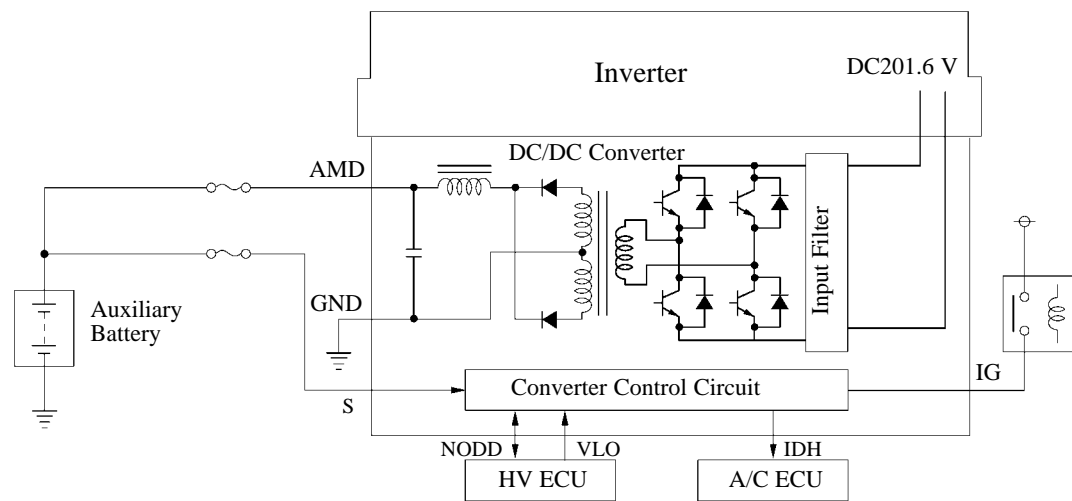 Inverter
DC201.6 V
DC/DC Converter
AMD
Input Filter
GND
Auxiliary
Battery
Converter Control Circuit
IG
S
NODD
VLO
IDH
HV ECU
A/C ECU